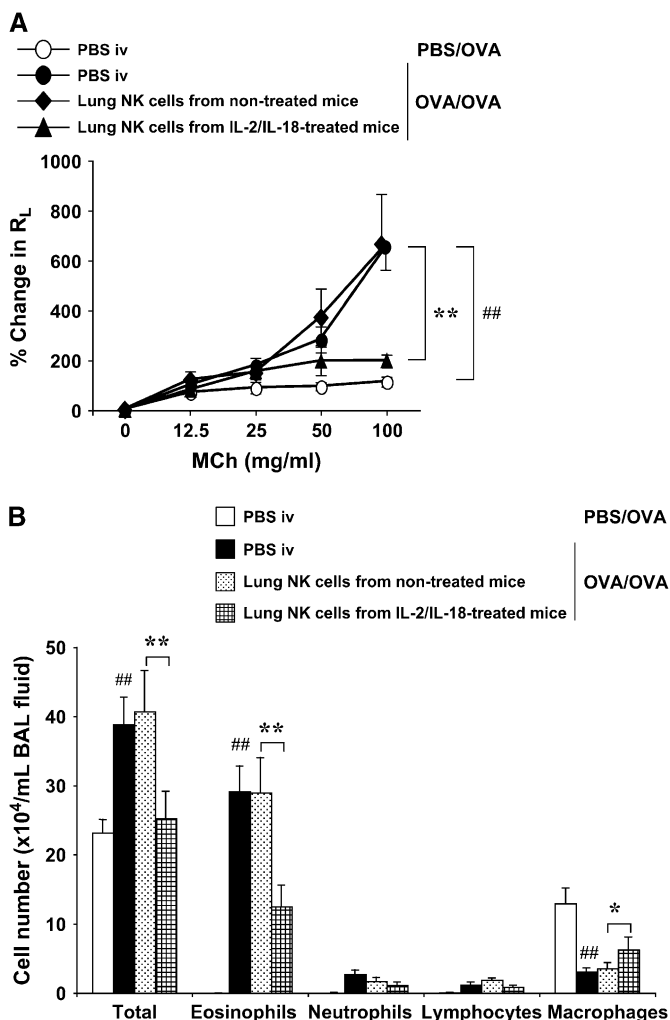 A
PBS iv PBS/OVA
PBS iv
Lung NK cells from non-treated mice OVA/OVA
Lung NK cells from IL-2/IL-18-treated mice
1000
800
600
400
200
0
% Change in RL
** ##
0 12.5 25 50 100
MCh (mg/ml)
B
PBS iv PBS/OVA
PBS iv
Lung NK cells from non-treated mice OVA/OVA
Lung NK cells from IL-2/IL-18-treated mice
50
40
30
20
10
0
Cell number (x10⁴/mL BAL fluid)
## **
## **
## *
Total Eosinophils Neutrophils Lymphocytes Macrophages